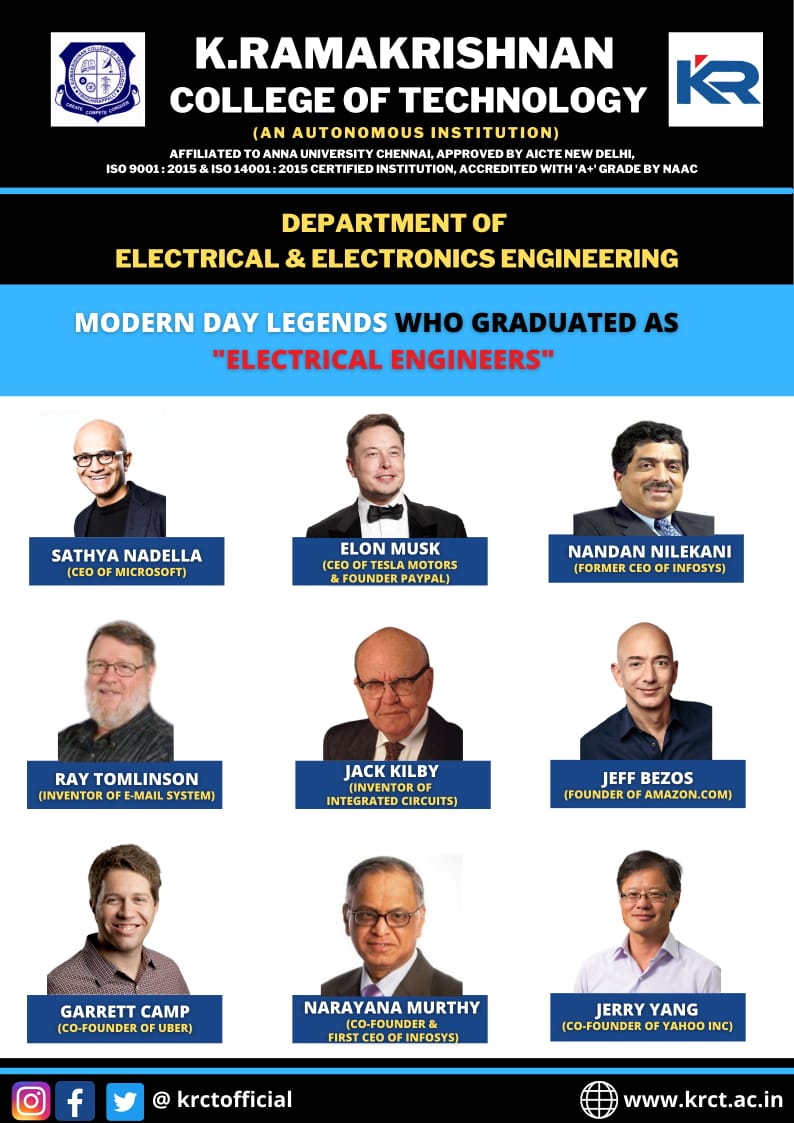 K.RAMAKRISHNAN
COLLEGE OF TECHNOLOGY
(AN AUTONOMOUS INSTITUTION)
AFFILIATED TO ANNA UNIVERSITY CHENNAI, APPROVED BY AICTE NEW DELHI,
ISO 9001 : 2015 & ISO 14001 : 2015 CERTIFIED INSTITUTION, ACCREDITED WITH 'A+' GRADE BY NAAC
CREATE COMPETE CONQUER
KR
DEPARTMENT OF
ELECTRICAL & ELECTRONICS ENGINEERING
MODERN DAY LEGENDS WHO GRADUATED AS
"ELECTRICAL ENGINEERS"
SATHYA NADELLA
(CEO OF MICROSOFT)
ELON MUSK
(CEO OF TESLA MOTORS
& FOUNDER PAYPAL)
NANDAN NILEKANI
(FORMER CEO OF INFOSYS)
RAY TOMLINSON
(INVENTOR OF E-MAIL SYSTEM)
JACK KILBY
(INVENTOR OF
INTEGRATED CIRCUITS)
JEFF BEZOS
(FOUNDER OF AMAZON.COM)
GARRETT CAMP
(CO-FOUNDER OF UBER)
NARAYANA MURTHY
(CO-FOUNDER &
FIRST CEO OF INFOSYS)
JERRY YANG
(CO-FOUNDER OF YAHOO INC)
@ krctofficial
www.krct.ac.in